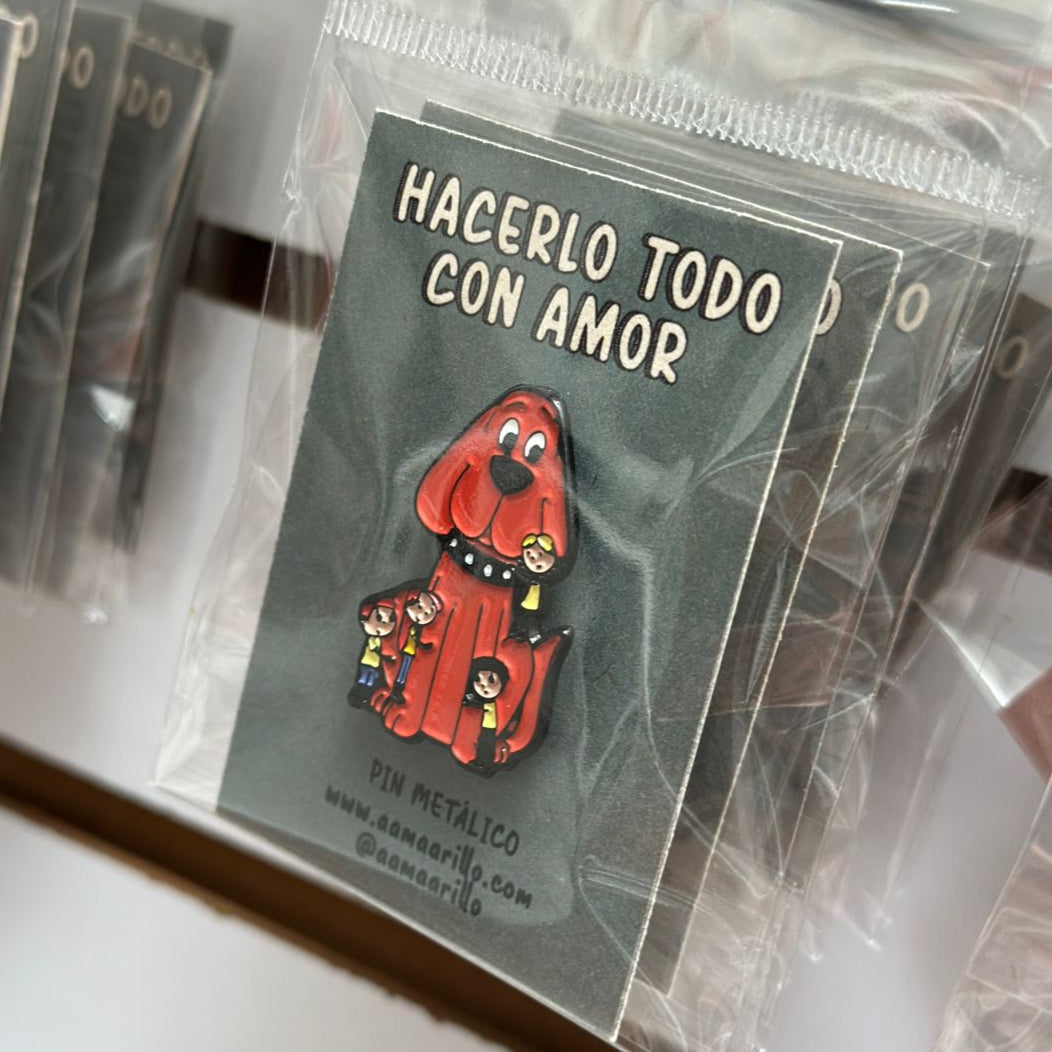 HACERLO TODO
CON AMOR
PIN METÁLICO
www.aamaarillo.com
@aamaarillo